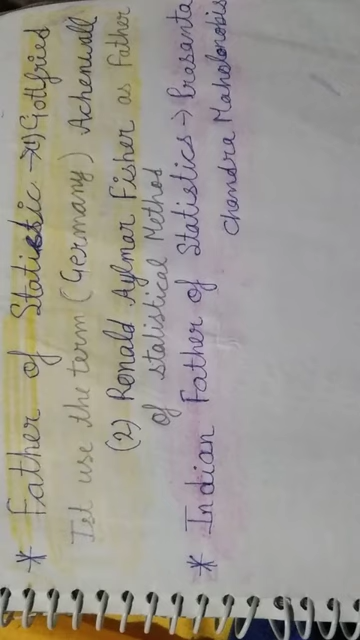 * Father of Statistic → (1) Gottfried
Ist use the term (Germany) Achenwall
(2) Ronald Aylmar Fisher as Father
of statistical Method
* Indian Father of Statistics → Prasanta
chandra Mahalanobis